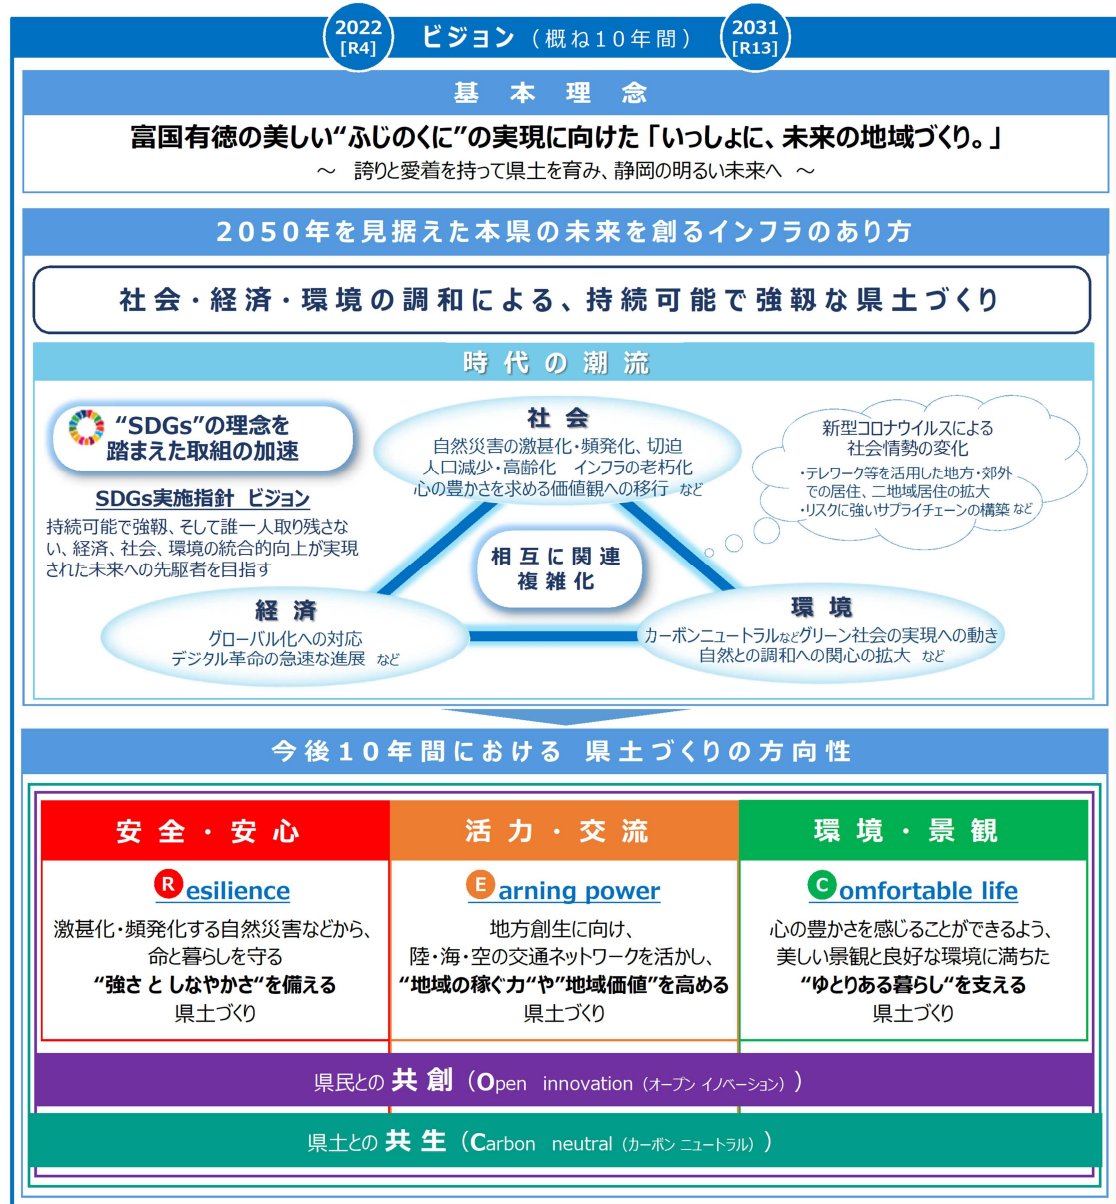 2022
[R4]
ビジョン（概ね１０年間）
2031
[R13]
基本理念
富国有徳の美しい“ふじのくに”の実現に向けた「いっしょに、未来の地域づくり。」
～　誇りと愛着を持って県土を育み、静岡の明るい未来へ　～
2050年を見据えた本県の未来を創るインフラのあり方
社会・経済・環境の調和による、持続可能で強靱な県土づくり
時代の潮流
“SDGs”の理念を
踏まえた取組の加速
SDGs実施指針 ビジョン
持続可能で強靱、そして誰一人取り残さな
い、経済、社会、環境の統合的向上が実現
された未来への先駆者を目指す
社会
自然災害の激甚化・頻発化、切迫
人口減少・高齢化　インフラの老朽化
心の豊かさを求める価値観への移行 など
新型コロナウイルスによる
社会情勢の変化
・テレワーク等を活用した地方・郊外
での居住、二地域居住の拡大
・リスクに強いサプライチェーンの構築 など
相互に関連
複雑化
経済
グローバル化への対応
デジタル革命の急速な進展 など
環境
カーボンニュートラルなどグリーン社会の実現への動き
自然との調和への関心の拡大 など
今後10年間における 県土づくりの方向性
安全・安心
Resilience
激甚化・頻発化する自然災害などから、
命と暮らしを守る
“強さ と しなやかさ“を備える
県土づくり
活力・交流
Earning power
地方創生に向け、
陸・海・空の交通ネットワークを活かし、
“地域の稼ぐ力“や”地域価値”を高める
県土づくり
環境・景観
Comfortable life
心の豊かさを感じることができるよう、
美しい景観と良好な環境に満ちた
“ゆとりある暮らし“を支える
県土づくり
県民との 共創（Open innovation（オープン イノベーション））
県土との 共生（Carbon neutral（カーボン ニュートラル））